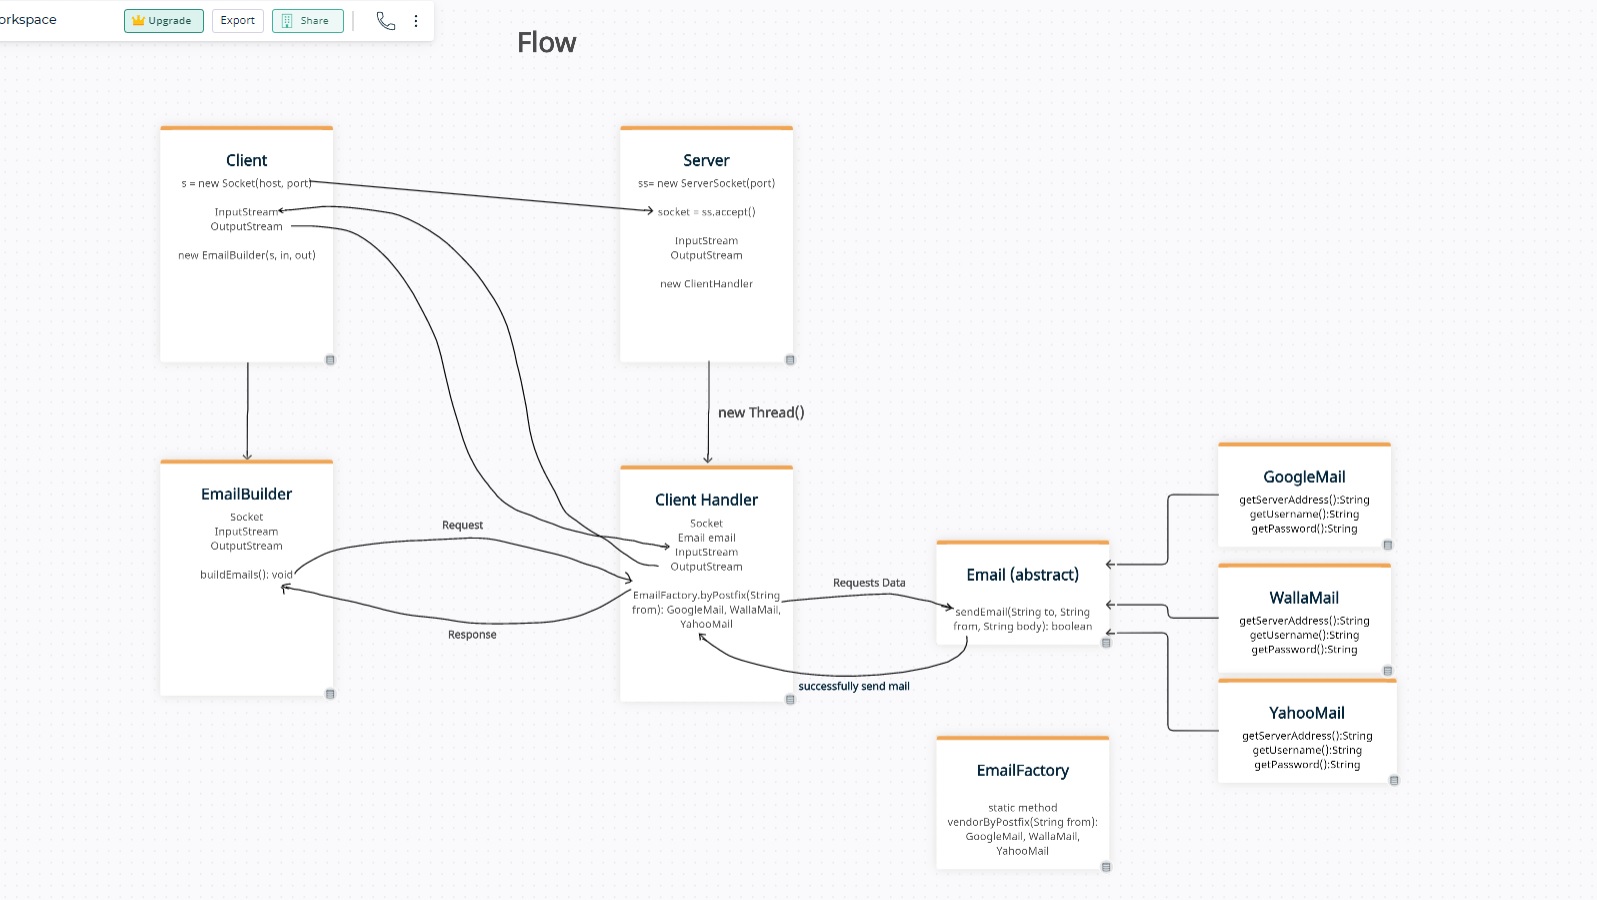 orkspace
Upgrade
Export
Share
Flow
Client
s = new Socket(host, port)
InputStream
OutputStream
new EmailBuilder(s, in, out)
Server
ss= new ServerSocket(port)
socket = ss.accept()
InputStream
OutputStream
new ClientHandler
new Thread()
EmailBuilder
Socket
InputStream
OutputStream
buildEmails(): void
Request
Response
Client Handler
Socket
Email email
InputStream
OutputStream
EmailFactory.byPostfix(String
from): GoogleMail, WallaMail,
YahooMail
Requests Data
successfully send mail
Email (abstract)
sendEmail(String to, String
from, String body): boolean
GoogleMail
getServerAddress():String
getUsername():String
getPassword():String
WallaMail
getServerAddress():String
getUsername():String
getPassword():String
YahooMail
getServerAddress():String
getUsername():String
getPassword():String
EmailFactory
static method
vendorByPostfix(String from):
GoogleMail, WallaMail,
YahooMail